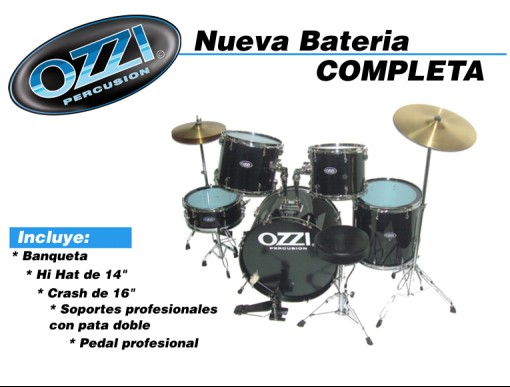 OZZI
PERCUSION
Nueva Bateria
COMPLETA
OZZI
PERCUSION
Incluye:
* Banqueta
* Hi Hat de 14"
* Crash de 16"
* Soportes profesionales
con pata doble
* Pedal profesional